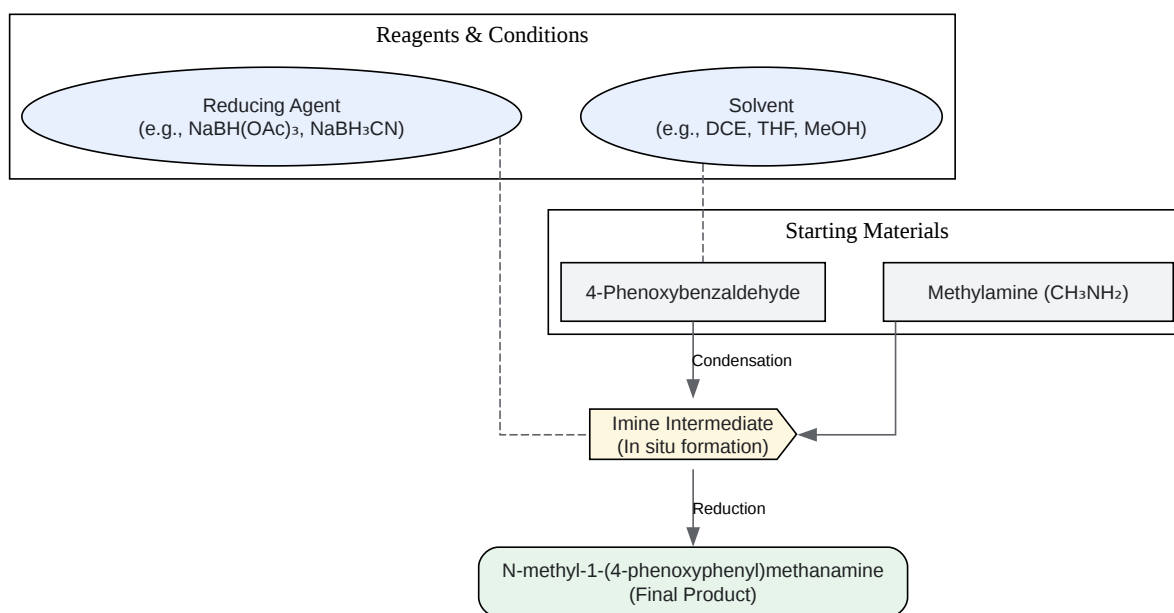 Reagents & Conditions
Reducing Agent
(e.g., NaBH(OAc)₃, NaBH₃CN)
Solvent
(e.g., DCE, THF, MeOH)
Starting Materials
4-Phenoxybenzaldehyde
Methylamine (CH₃NH₂)
Condensation
Imine Intermediate
(In situ formation)
Reduction
N-methyl-1-(4-phenoxyphenyl)methanamine
(Final Product)